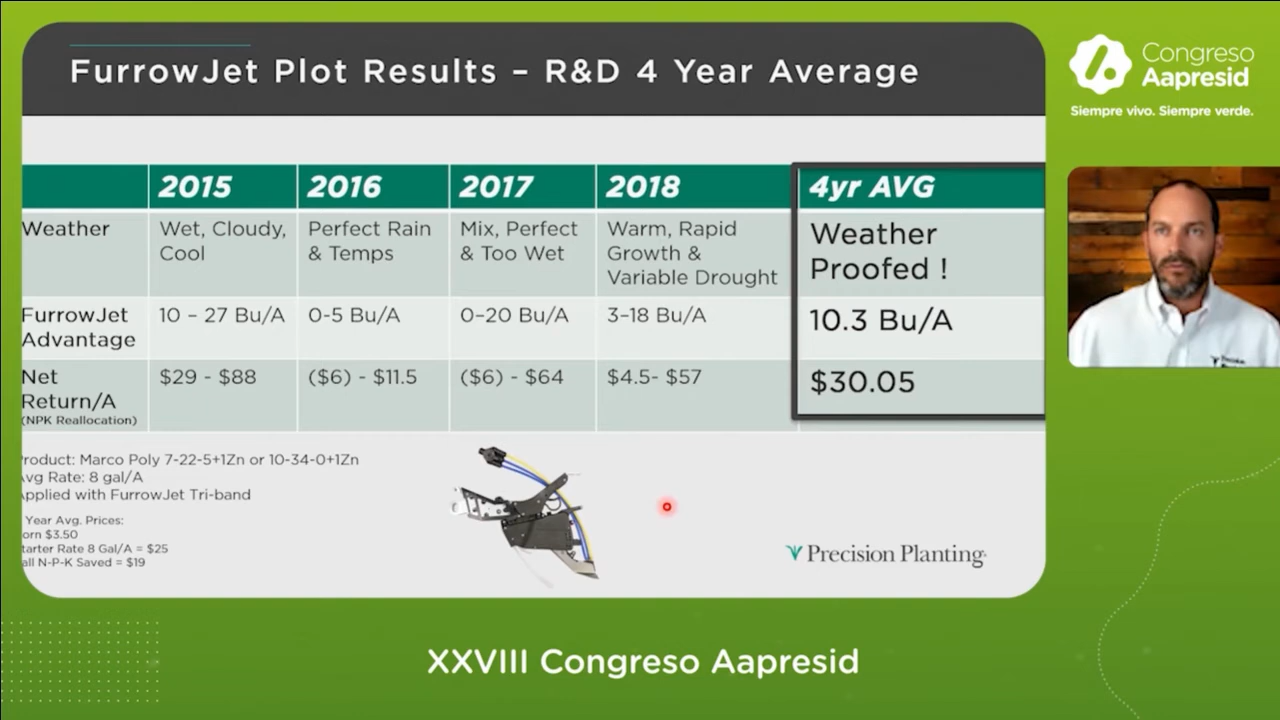 FurrowJet Plot Results – R&D 4 Year Average
Congreso
Aapresid
Siempre vivo. Siempre verde.
2015
2016
2017
2018
4yr AVG
Weather
Wet, Cloudy,
Cool
Perfect Rain
& Temps
Mix, Perfect
& Too Wet
Warm, Rapid
Growth &
Variable Drought
Weather
Proofed !
FurrowJet
Advantage
10 – 27 Bu/A
0-5 Bu/A
0–20 Bu/A
3–18 Bu/A
10.3 Bu/A
Net
Return/A
(NPK Reallocation)
$29 - $88
($6) - $11.5
($6) - $64
$4.5- $57
$30.05
roduct: Marco Poly 7-22-5+1Zn or 10-34-0+1Zn
vg Rate: 8 gal/A
pplied with FurrowJet Tri-band
Year Avg. Prices:
orn $3.50
tarter Rate 8 Gal/A = $25
all N-P-K Saved = $19
Precision Planting
XXVIII Congreso Aapresid